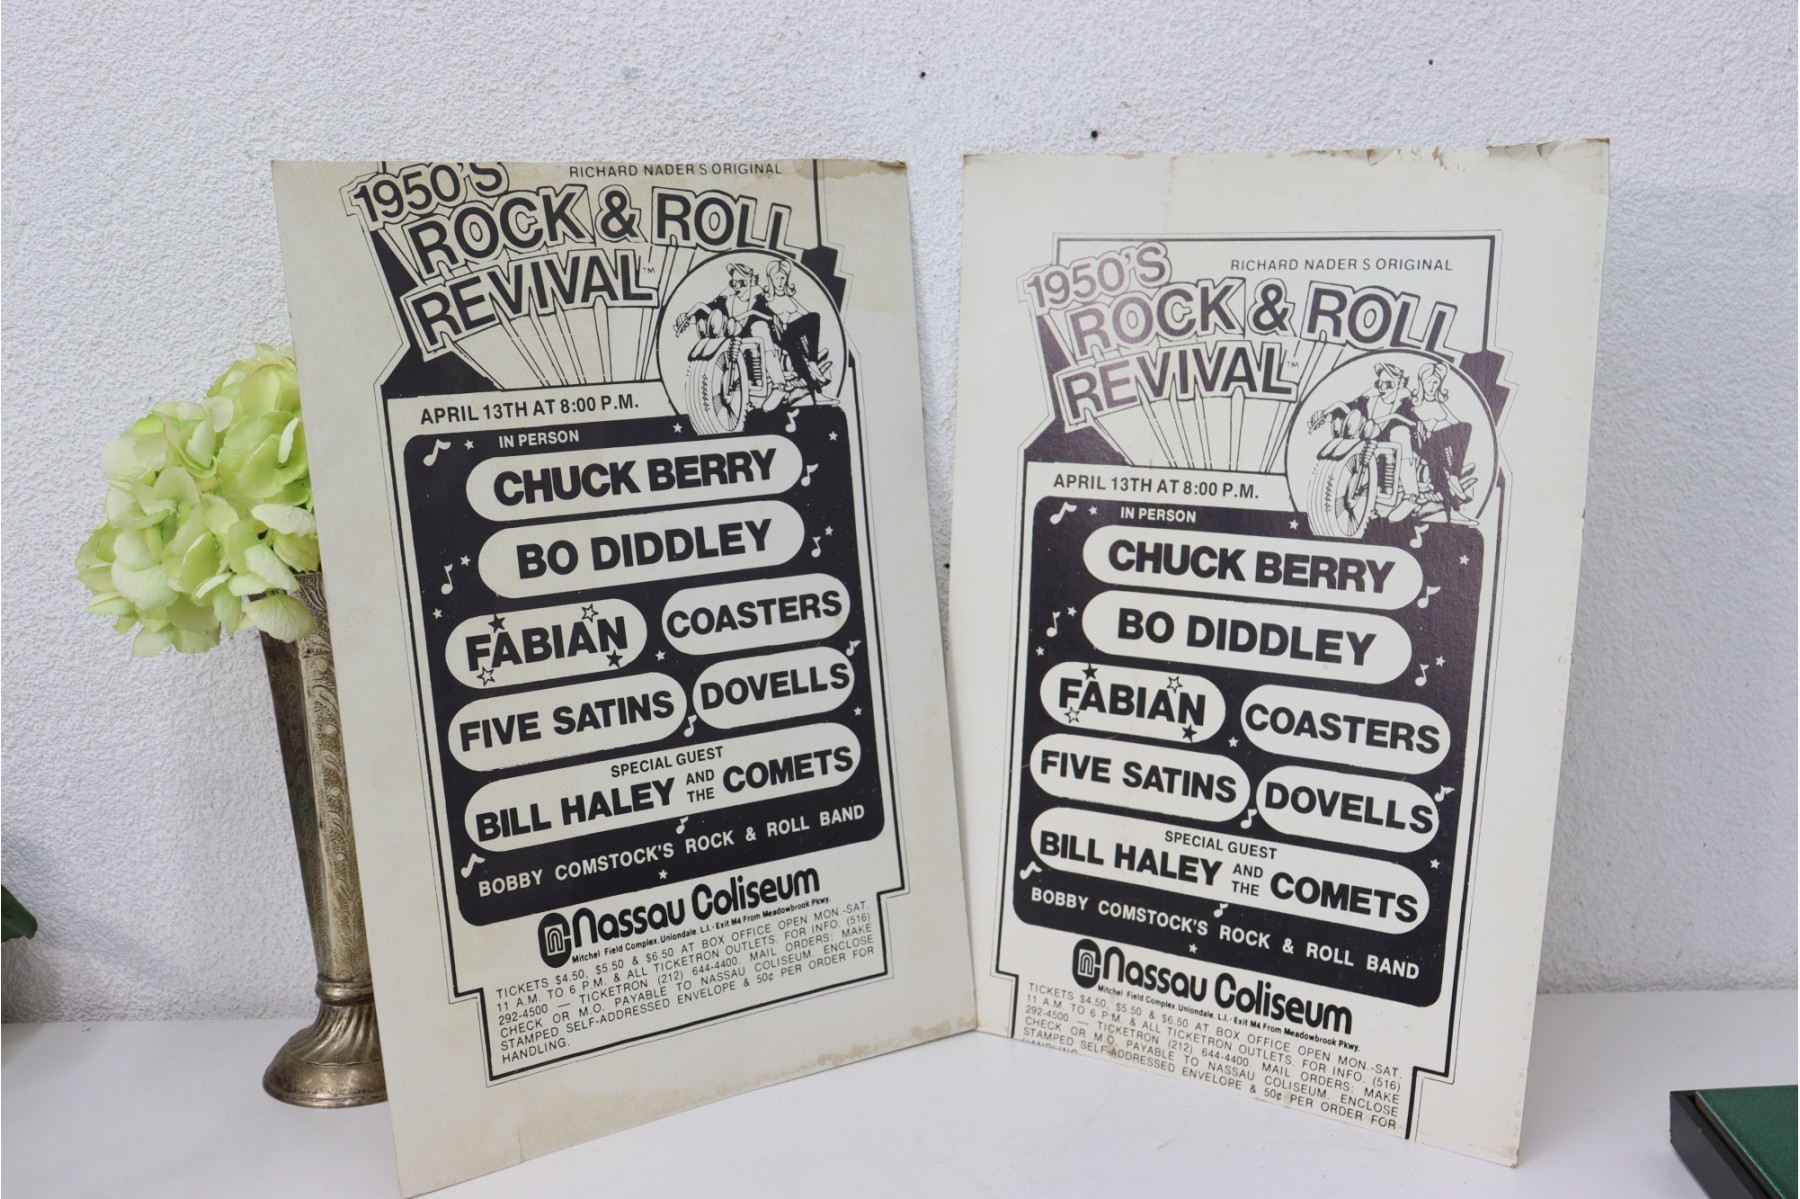 RICHARD NADER'S ORIGINAL
1950'S
ROCK & ROLL
REVIVAL™
APRIL 13TH AT 8:00 P.M.
IN PERSON
CHUCK BERRY
BO DIDDLEY
FABIAN COASTERS
FIVE SATINS DOVELLS
SPECIAL GUEST
BILL HALEY AND THE COMETS
BOBBY COMSTOCK'S ROCK & ROLL BAND
Nassau Coliseum
Mitchel Field Complex, Uniondale, L.I. - Exit M4 From Meadowbrook Pkwy.
TICKETS $4.50, $5.50 & $6.50 AT BOX OFFICE OPEN MON.-SAT.
11 A.M. TO 6 P.M. & ALL TICKETRON OUTLETS. FOR INFO. (516)
292-4500 — TICKETRON (212) 644-4400. MAIL ORDERS: MAKE
CHECK OR M.O. PAYABLE TO NASSAU COLISEUM, ENCLOSE
STAMPED SELF-ADDRESSED ENVELOPE & 50¢ PER ORDER FOR
HANDLING.
RICHARD NADER'S ORIGINAL
1950'S
ROCK & ROLL
REVIVAL™
APRIL 13TH AT 8:00 P.M.
IN PERSON
CHUCK BERRY
BO DIDDLEY
FABIAN COASTERS
FIVE SATINS DOVELLS
SPECIAL GUEST
BILL HALEY AND THE COMETS
BOBBY COMSTOCK'S ROCK & ROLL BAND
Nassau Coliseum
Mitchel Field Complex, Uniondale, L.I. - Exit M4 From Meadowbrook Pkwy.
TICKETS $4.50, $5.50 & $6.50 AT BOX OFFICE OPEN MON.-SAT.
11 A.M. TO 6 P.M. & ALL TICKETRON OUTLETS. FOR INFO. (516)
292-4500 — TICKETRON (212) 644-4400. MAIL ORDERS: MAKE
CHECK OR M.O. PAYABLE TO NASSAU COLISEUM, ENCLOSE
STAMPED SELF-ADDRESSED ENVELOPE & 50¢ PER ORDER FOR
HANDLING